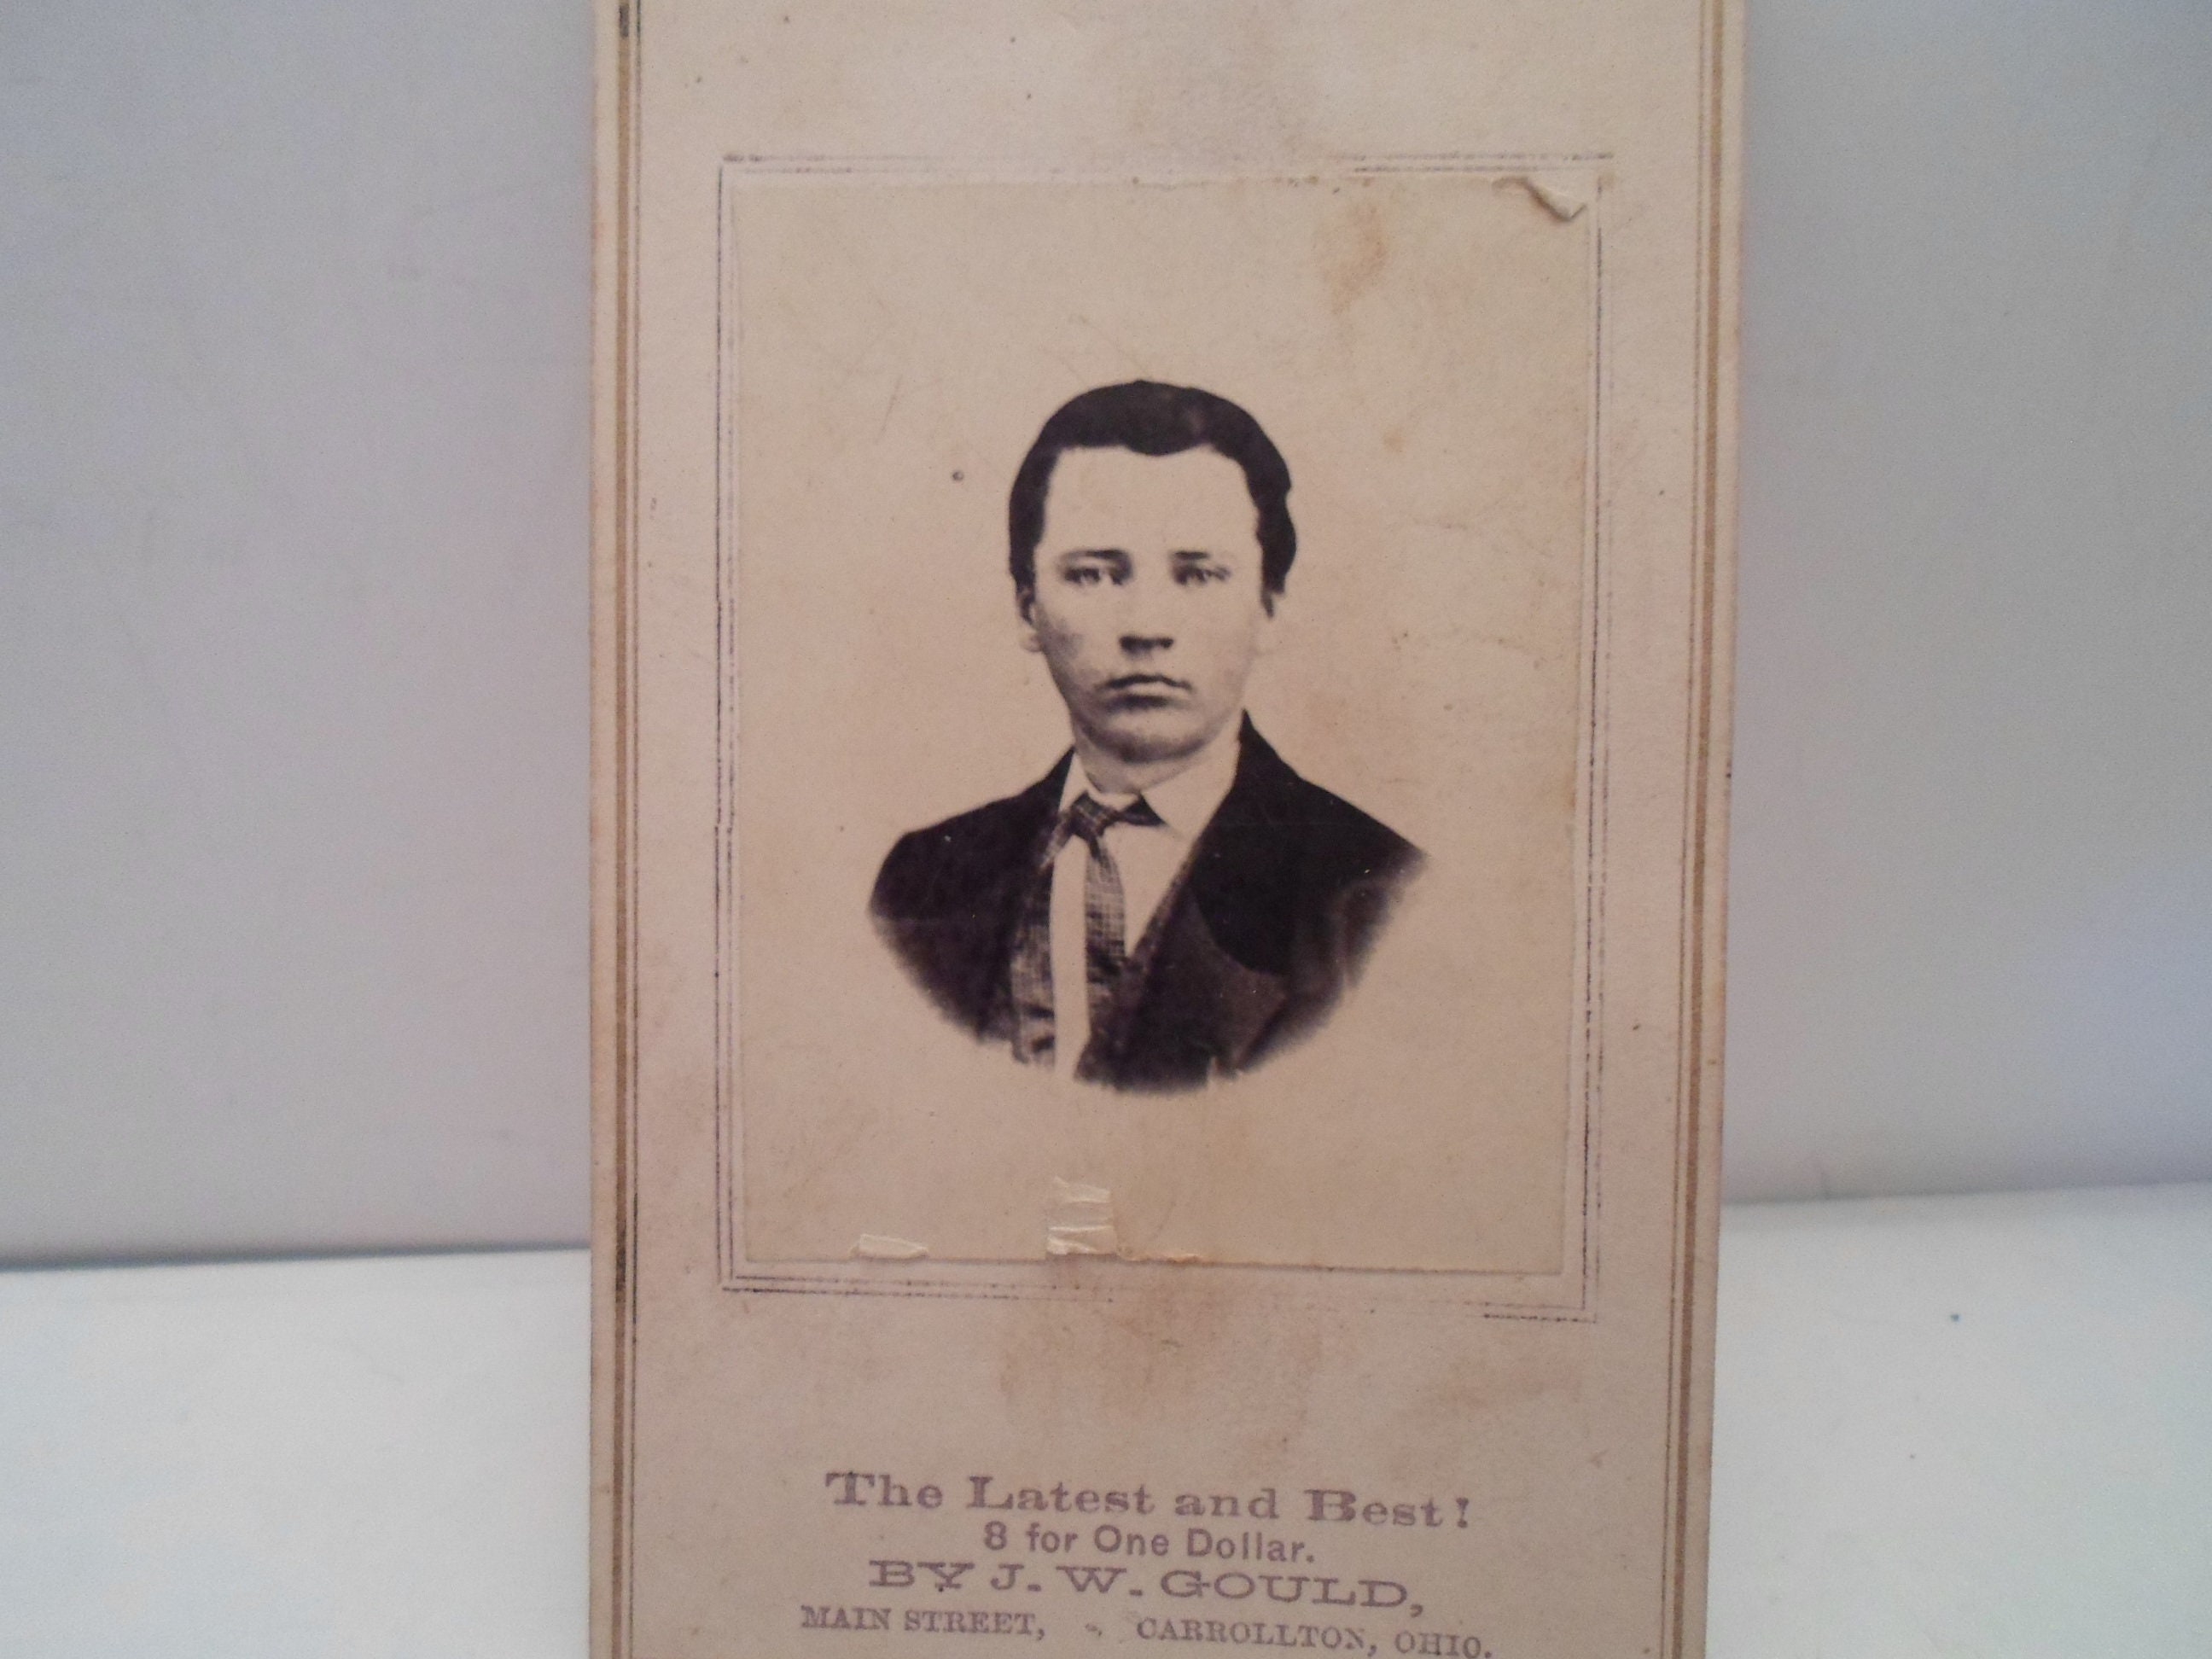 The Latest and Best!
8 for One Dollar.
BY J. W. GOULD,
MAIN STREET, - CARROLLTON, OHIO.